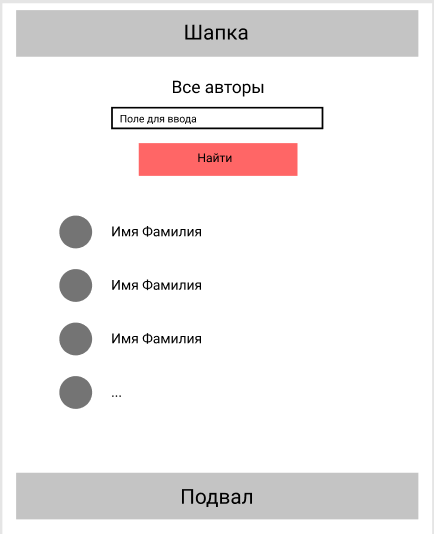 Шапка
Все авторы
Поле для ввода
Найти
Имя Фамилия
Имя Фамилия
Имя Фамилия
...
Подвал